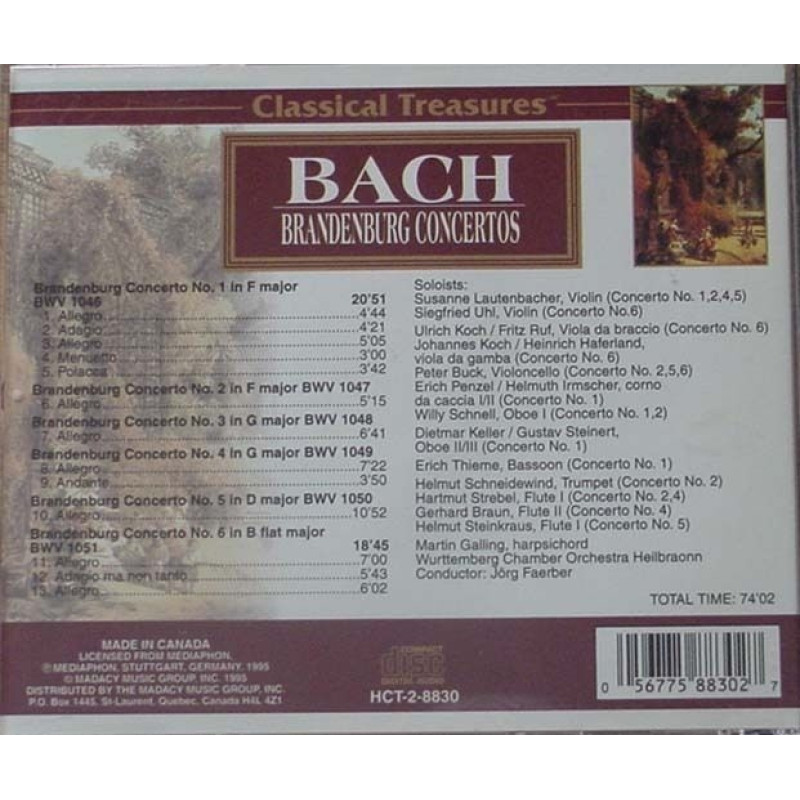 Classical Treasures™
BACH
BRANDENBURG CONCERTOS
Brandenburg Concerto No. 1 in F major
BWV 1046 20'51
1. Allegro 4'44
2. Adagio 4'21
3. Allegro 5'05
4. Menuetto 3'00
5. Polacca 3'42
Brandenburg Concerto No. 2 in F major BWV 1047
6. Allegro 5'15
Brandenburg Concerto No. 3 in G major BWV 1048
7. Allegro 6'41
Brandenburg Concerto No. 4 in G major BWV 1049
8. Allegro 7'22
9. Andante 3'50
Brandenburg Concerto No. 5 in D major BWV 1050
10. Allegro 10'52
Brandenburg Concerto No. 6 in B flat major
BWV 1051 18'45
11. Allegro 7'00
12. Adagio ma non tanto 5'43
13. Allegro 6'02
Soloists:
Susanne Lautenbacher, Violin (Concerto No. 1,2,4,5)
Siegfried Uhl, Violin (Concerto No.6)
Ulrich Koch / Fritz Ruf, Viola da braccio (Concerto No. 6)
Johannes Koch / Heinrich Haferland,
viola da gamba (Concerto No. 6)
Peter Buck, Violoncello (Concerto No. 2,5,6)
Erich Penzel / Helmuth Irmscher, corno
da caccia I/II (Concerto No. 1)
Willy Schnell, Oboe I (Concerto No. 1,2)
Dietmar Keller / Gustav Steinert,
Oboe II/III (Concerto No. 1)
Erich Thieme, Bassoon (Concerto No. 1)
Helmut Schneidewind, Trumpet (Concerto No. 2)
Hartmut Strebel, Flute I (Concerto No. 2,4)
Gerhard Braun, Flute II (Concerto No. 4)
Helmut Steinkraus, Flute I (Concerto No. 5)
Martin Galling, harpsichord
Wurttemberg Chamber Orchestra Heilbraonn
Conductor: Jörg Faerber
TOTAL TIME: 74'02
MADE IN CANADA
LICENSED FROM MEDIAPHON.
℗ MEDIAPHON, STUTTGART, GERMANY, 1995
© MADACY MUSIC GROUP, INC. 1995
DISTRIBUTED BY THE MADACY MUSIC GROUP, INC.
P.O. Box 1445, St-Laurent, Quebec, Canada H4L 4Z1
COMPACT
disc
DIGITAL AUDIO
HCT-2-8830
0 56775 88302 7